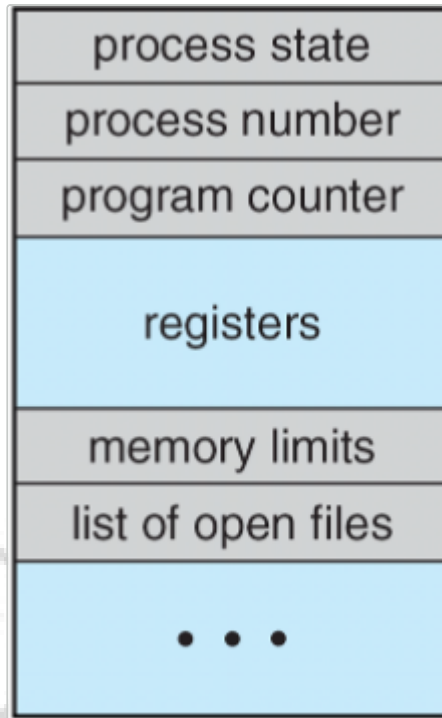 process state
process number
program counter
registers
memory limits
list of open files
• • •